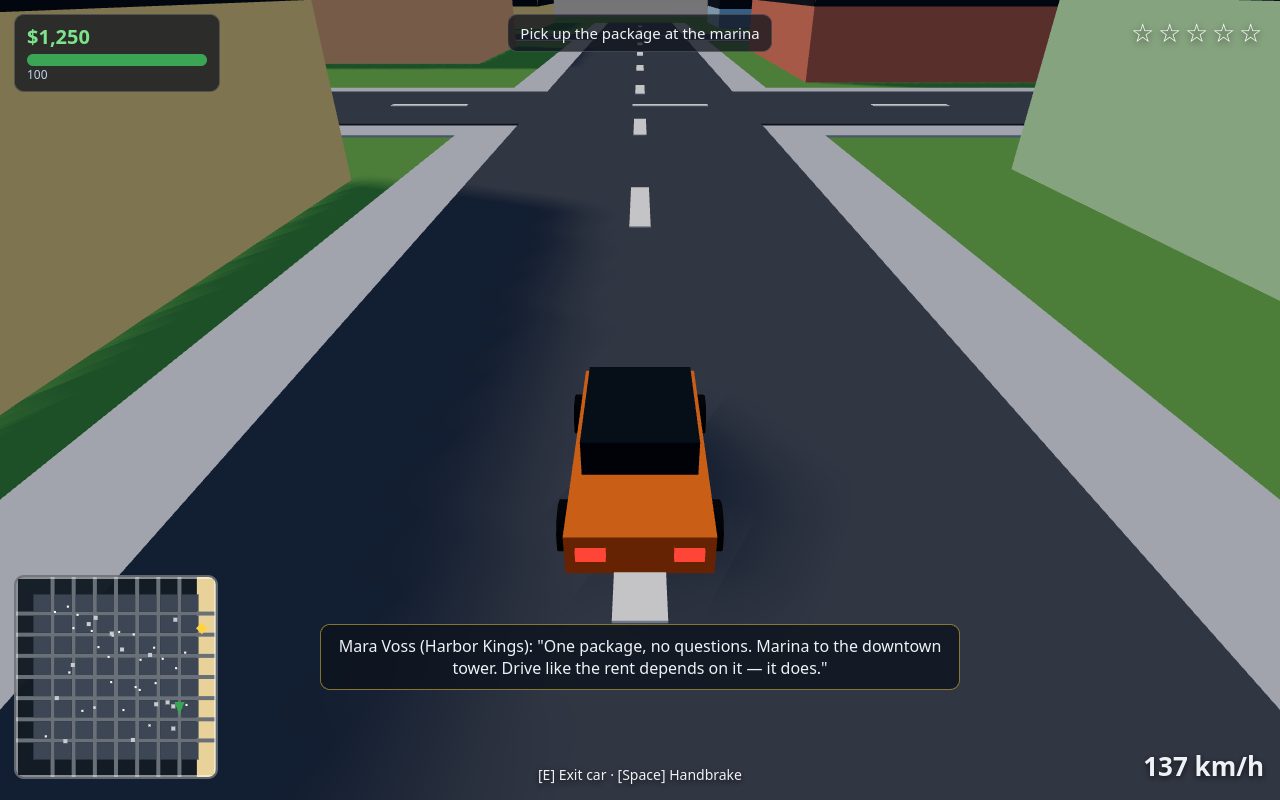 $1,250
100
Pick up the package at the marina
☆☆☆☆☆
Mara Voss (Harbor Kings): "One package, no questions. Marina to the downtown
tower. Drive like the rent depends on it — it does."
[E] Exit car · [Space] Handbrake
137 km/h